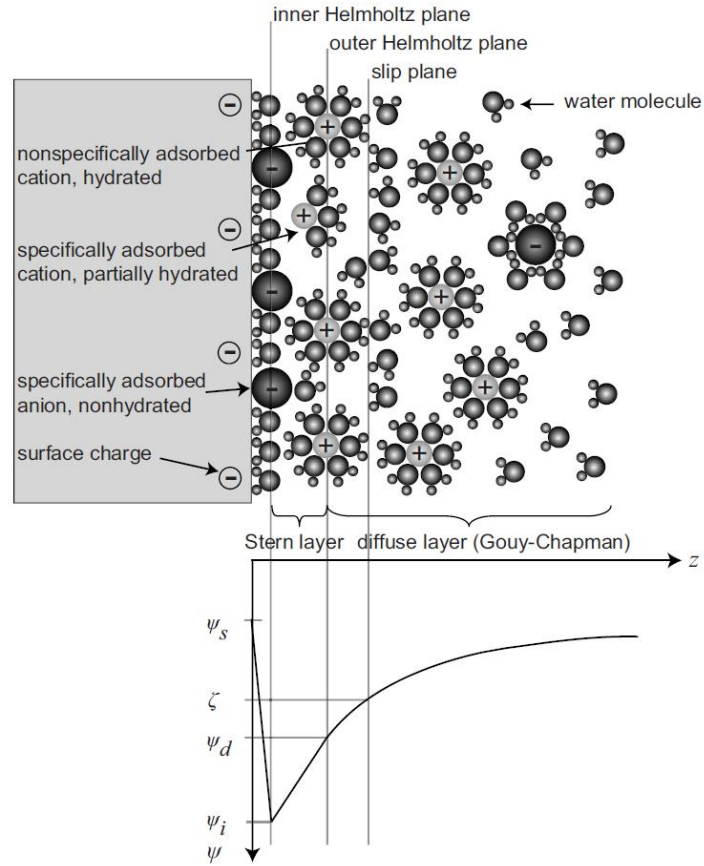 inner Helmholtz plane
outer Helmholtz plane
slip plane
water molecule
nonspecifically adsorbed
cation, hydrated
specifically adsorbed
cation, partially hydrated
specifically adsorbed
anion, nonhydrated
surface charge
-
-
-
-
-
-
-
-
+
+
+
+
+
+
+
+
-
Stern layer
diffuse layer (Gouy-Chapman)
z
ψs
ζ
ψd
ψi
ψ